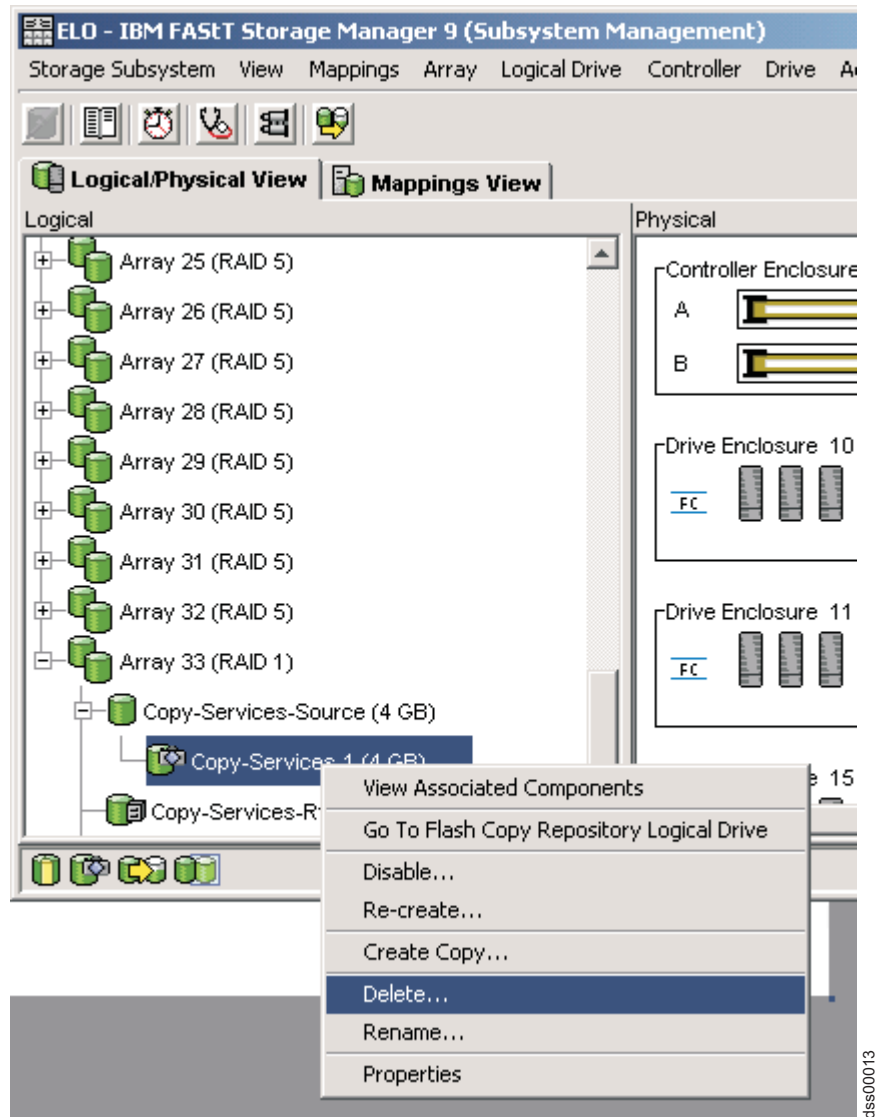 ELO - IBM FAStT Storage Manager 9 (Subsystem Management)
Storage Subsystem View Mappings Array Logical Drive Controller Drive
Logical/Physical View Mappings View
Logical
Physical
Array 25 (RAID 5)
Array 26 (RAID 5)
Array 27 (RAID 5)
Array 28 (RAID 5)
Array 29 (RAID 5)
Array 30 (RAID 5)
Array 31 (RAID 5)
Array 32 (RAID 5)
Array 33 (RAID 1)
Copy-Services-Source (4 GB)
Copy-Services-1 (4 GB)
Copy-Services-R
Controller Enclosure
A
B
Drive Enclosure 10
FC
Drive Enclosure 11
FC
e 15
View Associated Components
Go To Flash Copy Repository Logical Drive
Disable...
Re-create...
Create Copy...
Delete...
Rename...
Properties
dss00013